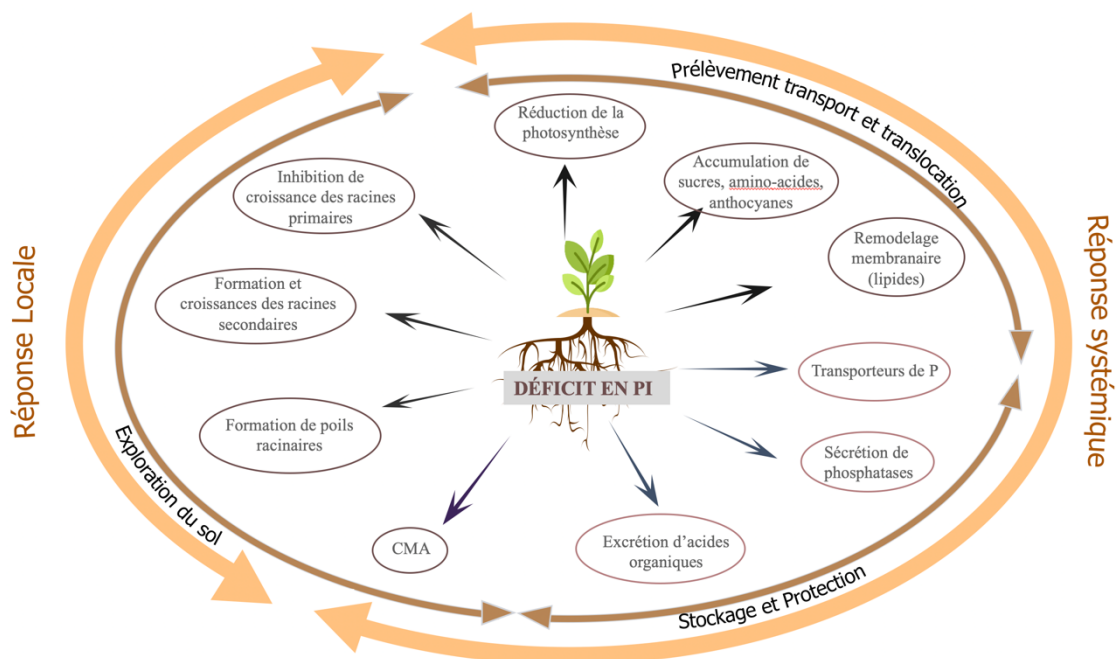 Prélèvement transport et translocation
Réduction de la
photosynthèse
Accumulation de
sucres, amino-acides,
anthocyanes
Inhibition de
croissance des racines
primaires
Remodelage
membranaire
(lipides)
Réponse Locale
Réponse systémique
Formation et
croissances des racines
secondaires
Transporteurs de P
DÉFICIT EN PI
Formation de poils
racinaires
Sécrétion de
phosphatases
Exploration du sol
CMA
Excrétion d’acides
organiques
Stockage et Protection